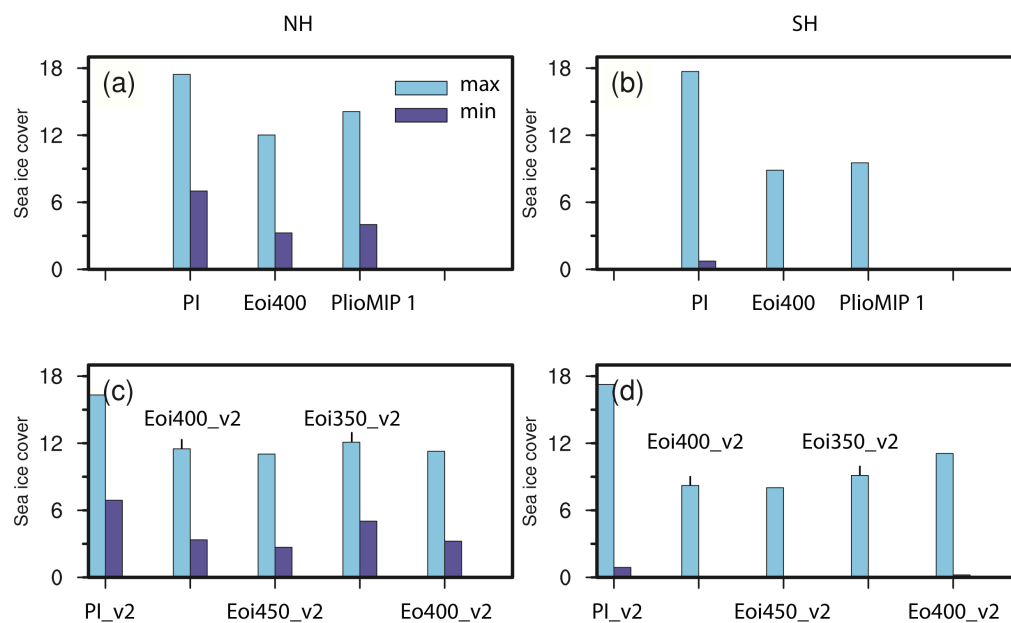 NH
SH
(a)
max
min
18
12
6
0
Sea ice cover
PI
Eoi400
PlioMIP 1
(b)
18
12
6
0
Sea ice cover
PI
Eoi400
PlioMIP 1
(c)
Eoi400_v2
Eoi350_v2
18
12
6
0
Sea ice cover
PI_v2
Eoi450_v2
Eo400_v2
(d)
Eoi400_v2
Eoi350_v2
18
12
6
0
Sea ice cover
PI_v2
Eoi450_v2
Eo400_v2